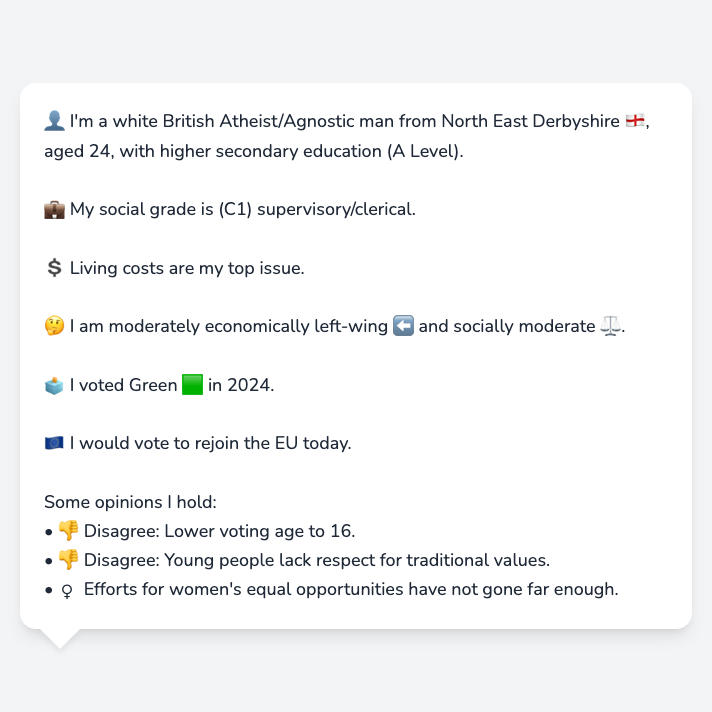 👤 I'm a white British Atheist/Agnostic man from North East Derbyshire 🏴󠁧󠁢󠁥󠁮󠁧󠁿,
aged 24, with higher secondary education (A Level).
💼 My social grade is (C1) supervisory/clerical.
💲 Living costs are my top issue.
🤔 I am moderately economically left-wing ⬅️ and socially moderate ⚖️.
🗳️ I voted Green 🟩 in 2024.
🇪🇺 I would vote to rejoin the EU today.
Some opinions I hold:
• 👎 Disagree: Lower voting age to 16.
• 👎 Disagree: Young people lack respect for traditional values.
• ♀ Efforts for women's equal opportunities have not gone far enough.